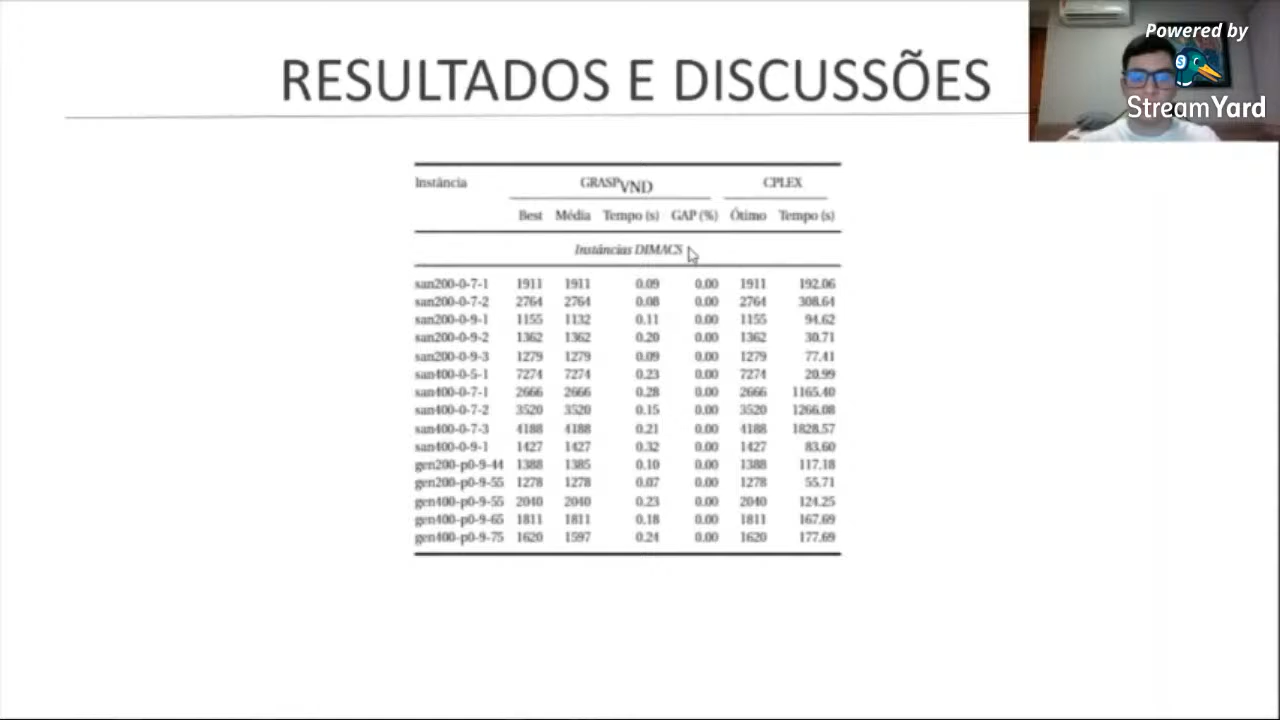 RESULTADOS E DISCUSSÕES
Powered by
StreamYard
Instância GRASPVND CPLEX
Best Média Tempo (s) GAP (%) Ótimo Tempo (s)
Instâncias DIMACS
san200-0-7-1 1911 1911 0.09 0.00 1911 192.06
san200-0-7-2 2764 2764 0.08 0.00 2764 308.64
san200-0-9-1 1155 1132 0.11 0.00 1155 94.62
san200-0-9-2 1362 1362 0.20 0.00 1362 30.71
san200-0-9-3 1279 1279 0.09 0.00 1279 77.41
san400-0-5-1 7274 7274 0.23 0.00 7274 20.99
san400-0-7-1 2666 2666 0.28 0.00 2666 1165.40
san400-0-7-2 3520 3520 0.15 0.00 3520 1266.08
san400-0-7-3 4188 4188 0.21 0.00 4188 1828.57
san400-0-9-1 1427 1427 0.32 0.00 1427 83.60
gen200-p0-9-44 1388 1385 0.10 0.00 1388 117.18
gen200-p0-9-55 1278 1278 0.07 0.00 1278 55.71
gen400-p0-9-55 2040 2040 0.23 0.00 2040 124.25
gen400-p0-9-65 1811 1811 0.18 0.00 1811 167.69
gen400-p0-9-75 1620 1597 0.24 0.00 1620 177.69